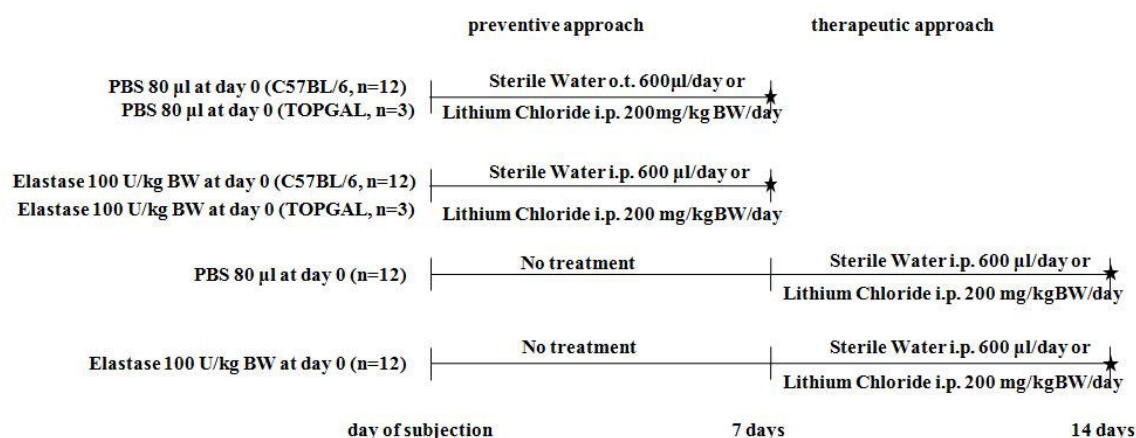 preventive approach therapeutic approach
PBS 80 µl at day 0 (C57BL/6, n=12) Sterile Water o.t. 600µl/day or
PBS 80 µl at day 0 (TOPGAL, n=3) Lithium Chloride i.p. 200mg/kg BW/day
Elastase 100 U/kg BW at day 0 (C57BL/6, n=12) Sterile Water i.p. 600 µl/day or
Elastase 100 U/kg BW at day 0 (TOPGAL, n=3) Lithium Chloride i.p. 200 mg/kgBW/day
PBS 80 µl at day 0 (n=12) No treatment Sterile Water i.p. 600 µl/day or
Lithium Chloride i.p. 200 mg/kgBW/day
Elastase 100 U/kg BW at day 0 (n=12) No treatment Sterile Water i.p. 600 µl/day or
Lithium Chloride i.p. 200 mg/kgBW/day
day of subjection 7 days 14 days